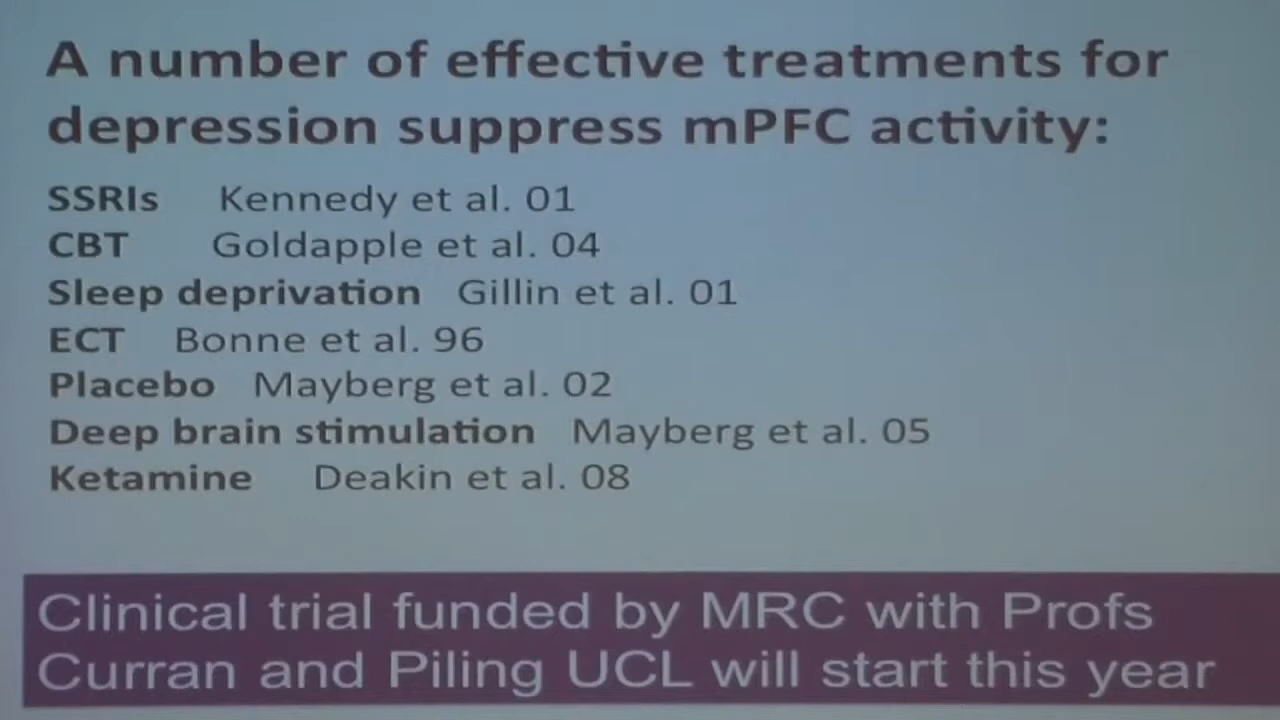 A number of effective treatments for
depression suppress mPFC activity:
SSRIs Kennedy et al. 01
CBT Goldapple et al. 04
Sleep deprivation Gillin et al. 01
ECT Bonne et al. 96
Placebo Mayberg et al. 02
Deep brain stimulation Mayberg et al. 05
Ketamine Deakin et al. 08
Clinical trial funded by MRC with Profs
Curran and Piling UCL will start this year